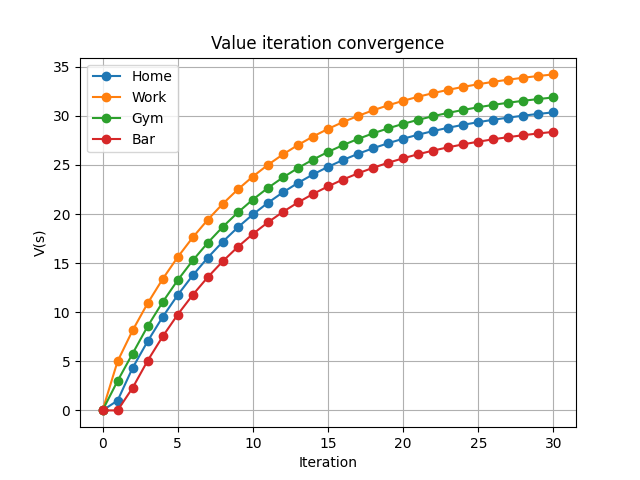 Value iteration convergence
Home
Work
Gym
Bar
V(s)
35
30
25
20
15
10
5
0
0 5 10 15 20 25 30
Iteration